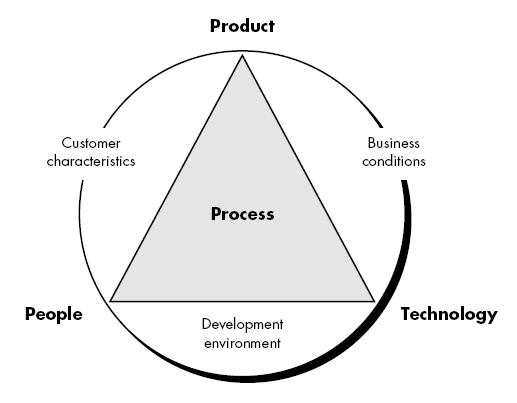 Product
Customer
characteristics
Business
conditions
Process
People
Technology
Development
environment